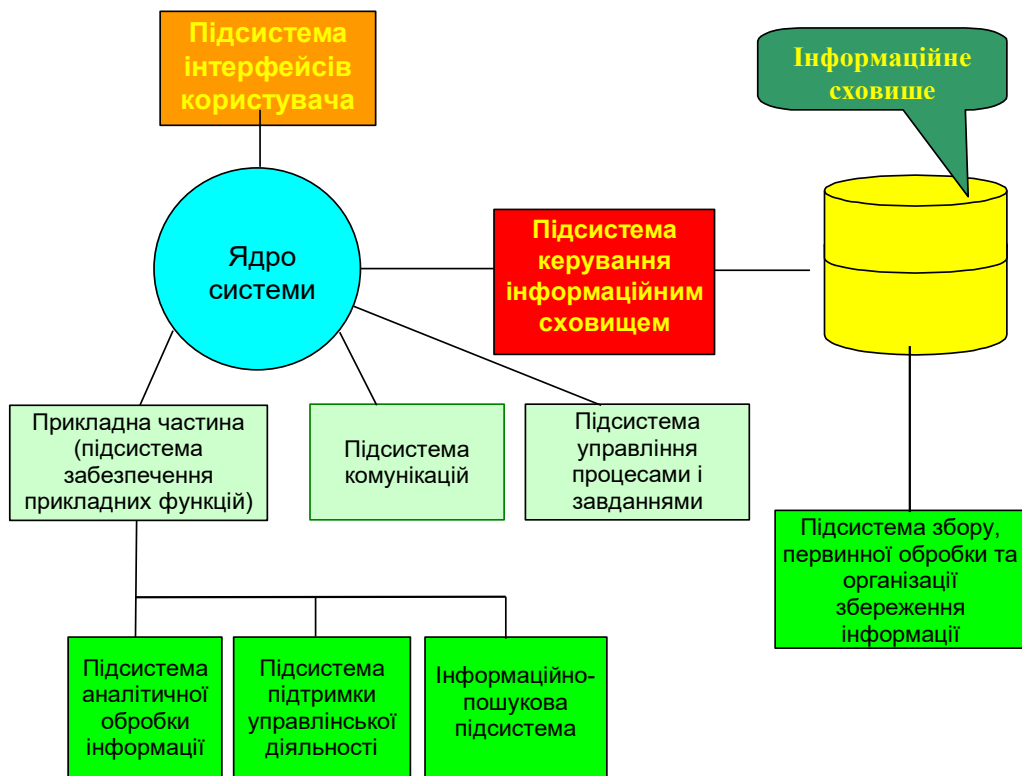 Підсистема
інтерфейсів
користувача
Інформаційне
сховише
Ядро
системи
Підсистема
керування
інформаційним
сховищем
Прикладна частина
(підсистема
забезпечення
прикладних функцій)
Підсистема
комунікацій
Підсистема
управління
процесами і
завданнями
Підсистема збору,
первинної обробки та
організації
збереження
інформації
Підсистема
аналітичної
обробки
інформації
Підсистема
підтримки
управлінської
діяльності
Інформаційно-
пошукова
підсистема